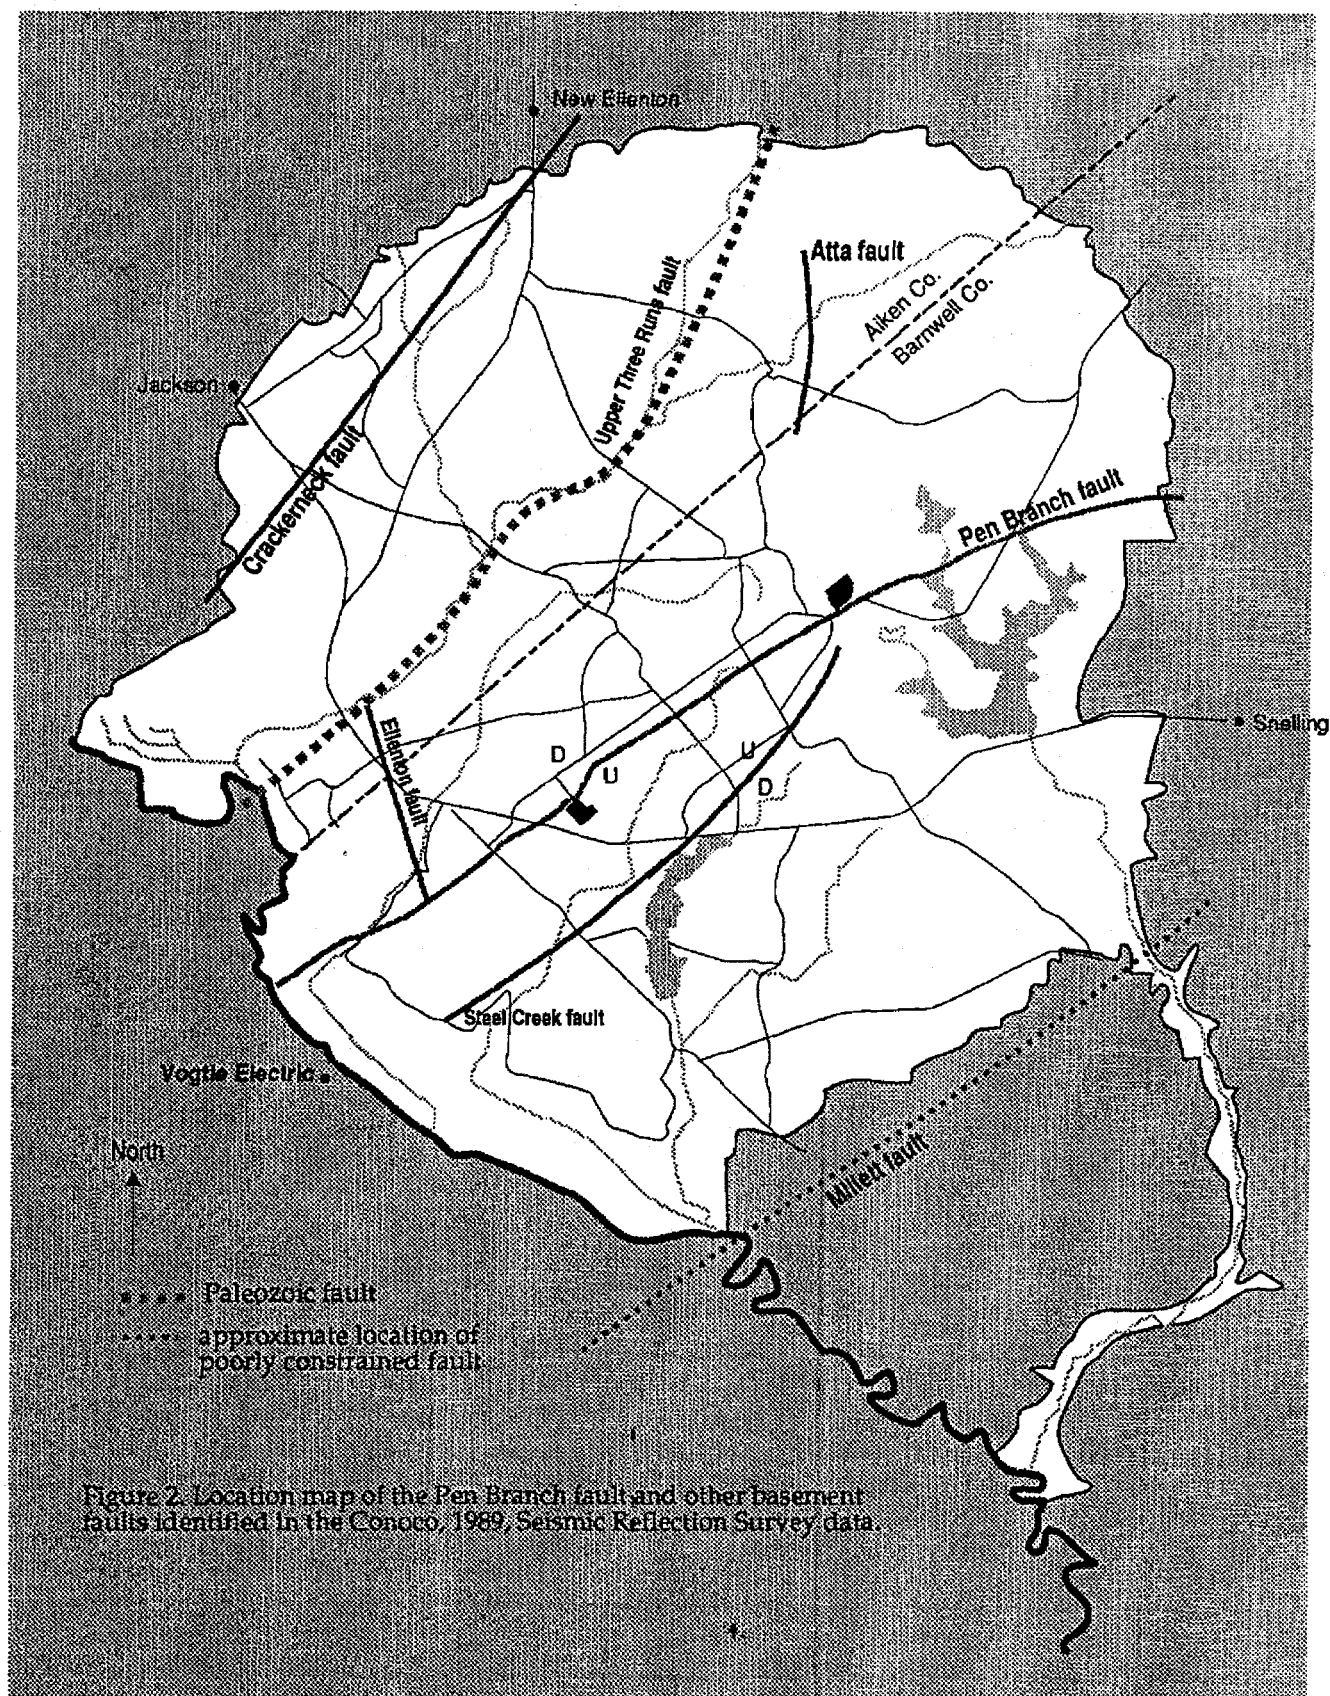 New Ellenton
Atta fault
Aiken Co.
Barnwell Co.
Upper Three Runs fault
Jackson
Crackerneck fault
Pen Branch fault
Ellenton fault
Snelling
D
U
U
D
Steel Creek fault
Vogtle Electric
North
Millett fault
Paleozoic fault
approximate location of
poorly constrained fault
Figure 2. Location map of the Pen Branch fault and other basement
faults identified in the Conoco, 1989, Seismic Reflection Survey data.